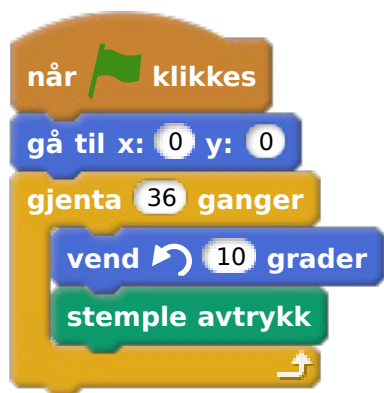 når klikkes
gå til x: 0 y: 0
gjenta 36 ganger
vend 10 grader
stemple avtrykk